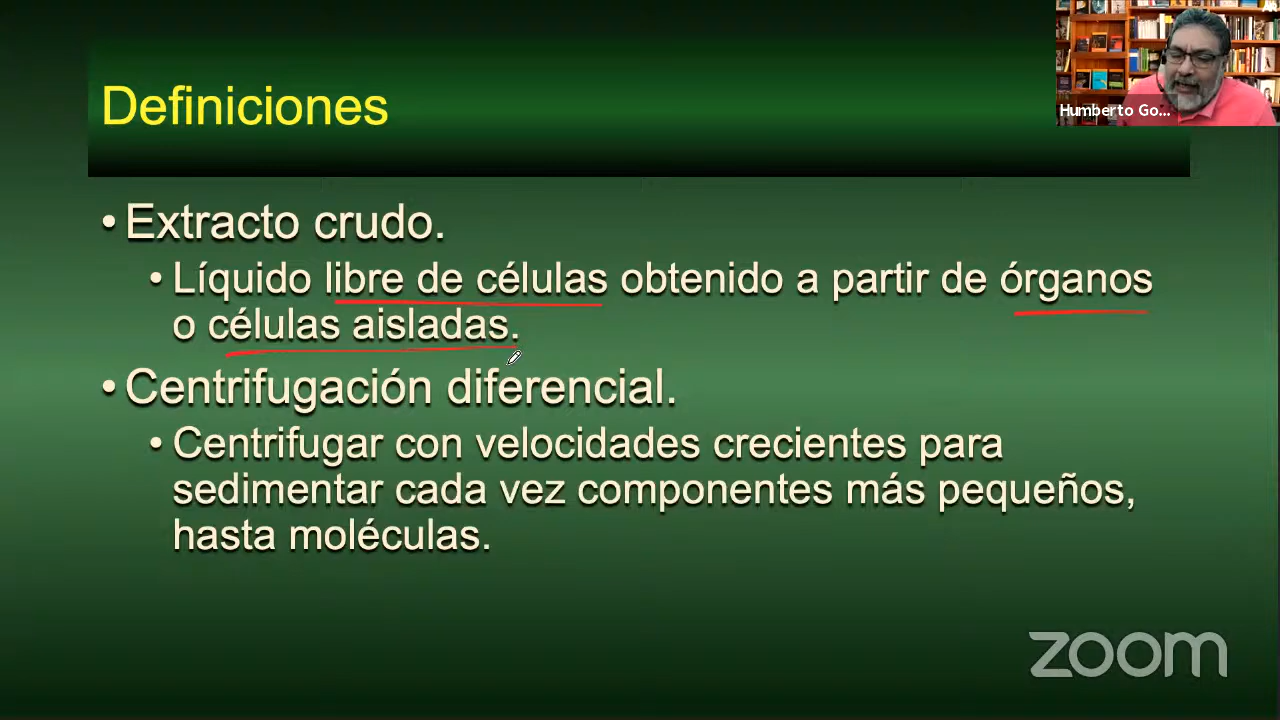 Definiciones
Humberto Go...
• Extracto crudo.
• Líquido libre de células obtenido a partir de órganos
o células aisladas.
• Centrifugación diferencial.
• Centrifugar con velocidades crecientes para
sedimentar cada vez componentes más pequeños,
hasta moléculas.
zoom